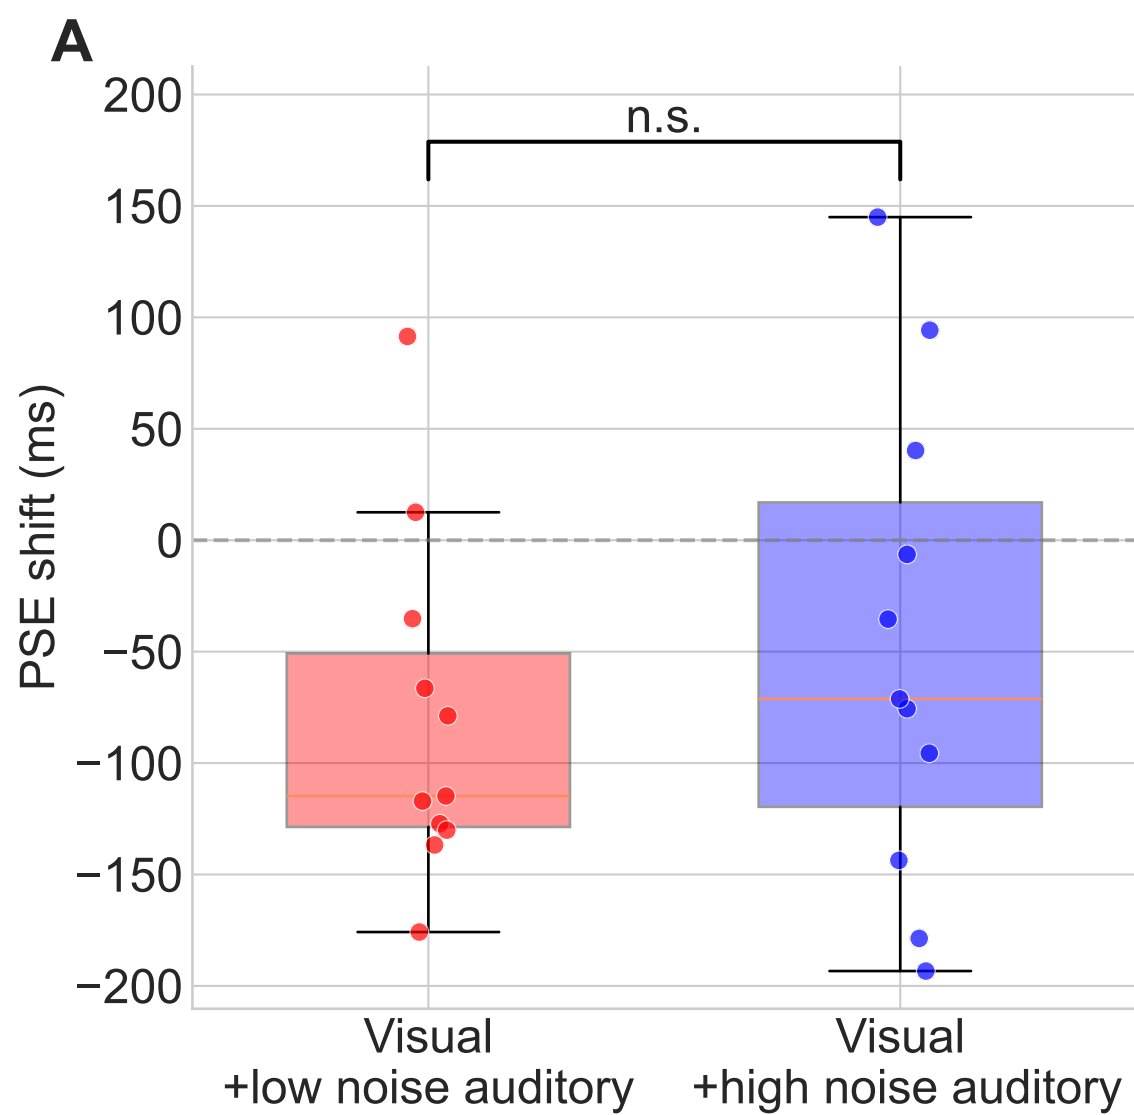 A
200
n.s.
150
100
50
0
−50
−100
−150
−200
PSE shift (ms)
Visual
+low noise auditory
Visual
+high noise auditory